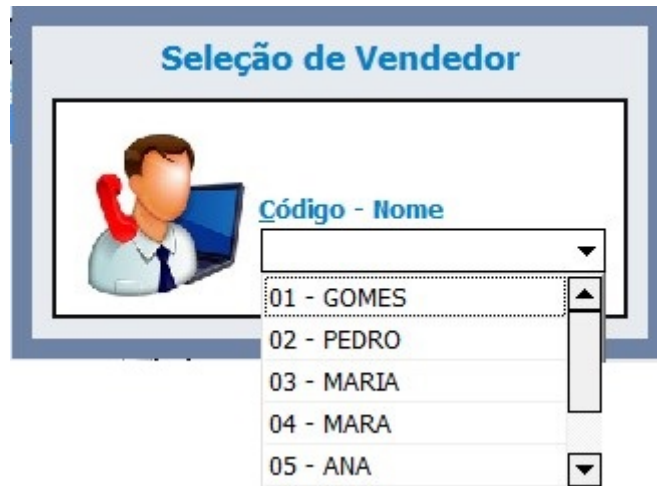 Seleção de Vendedor
Código - Nome
01 - GOMES
02 - PEDRO
03 - MARIA
04 - MARA
05 - ANA